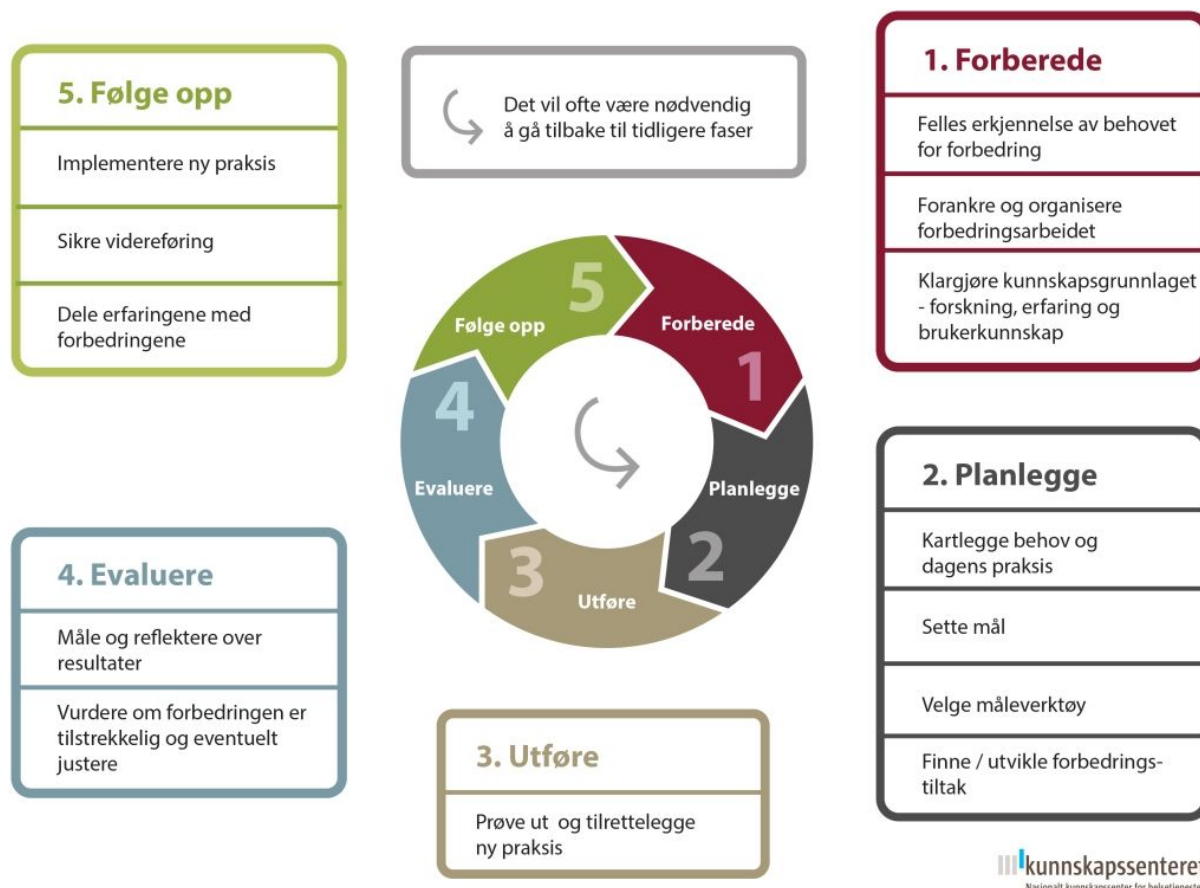 5. Følge opp
Implementere ny praksis
Sikre videreføring
Dele erfaringene med
forbedringene
Det vil ofte være nødvendig
å gå tilbake til tidligere faser
1. Forberede
Felles erkjennelse av behovet
for forbedring
Forankre og organisere
forbedringsarbeidet
Klargjøre kunnskapsgrunnlaget
- forskning, erfaring og
brukerkunnskap
5
Følge opp
Forberede
1
4
Evaluere
Planlegge
2
3
Utføre
2. Planlegge
Kartlegge behov og
dagens praksis
Sette mål
Velge måleverktøy
Finne / utvikle forbedrings-
tiltak
4. Evaluere
Måle og reflektere over
resultater
Vurdere om forbedringen er
tilstrekkelig og eventuelt
justere
3. Utføre
Prøve ut og tilrettelegge
ny praksis
kunnskapssenteret
Nasjonalt kunnskapssenter for helsetjeneste